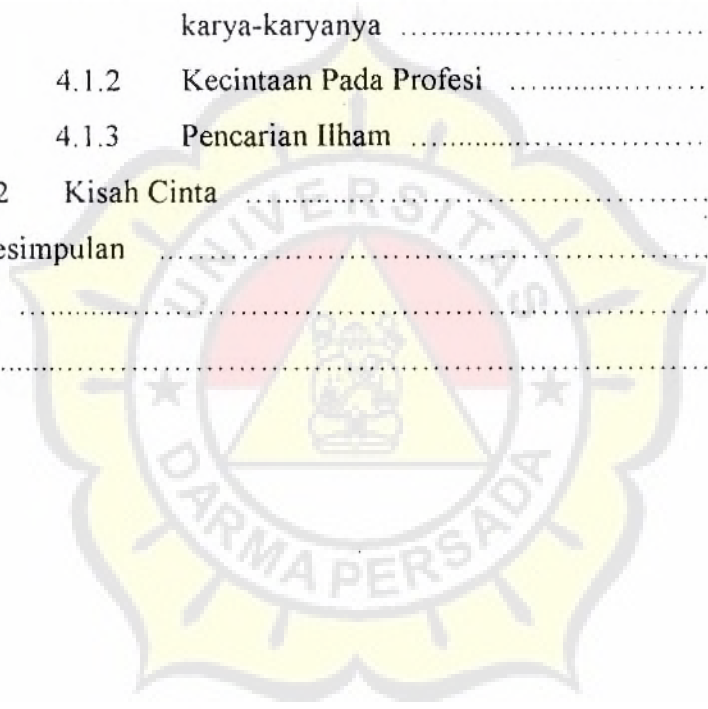 karya-karyanya ........................................
4.1.2 Kecintaan Pada Profesi ........................
4.1.3 Pencarian Ilham ..................................
2 Kisah Cinta ..................................................
esimpulan ........................................................
........................................................................
........................................................................
UNIVERSITAS
DARMA PERSADA